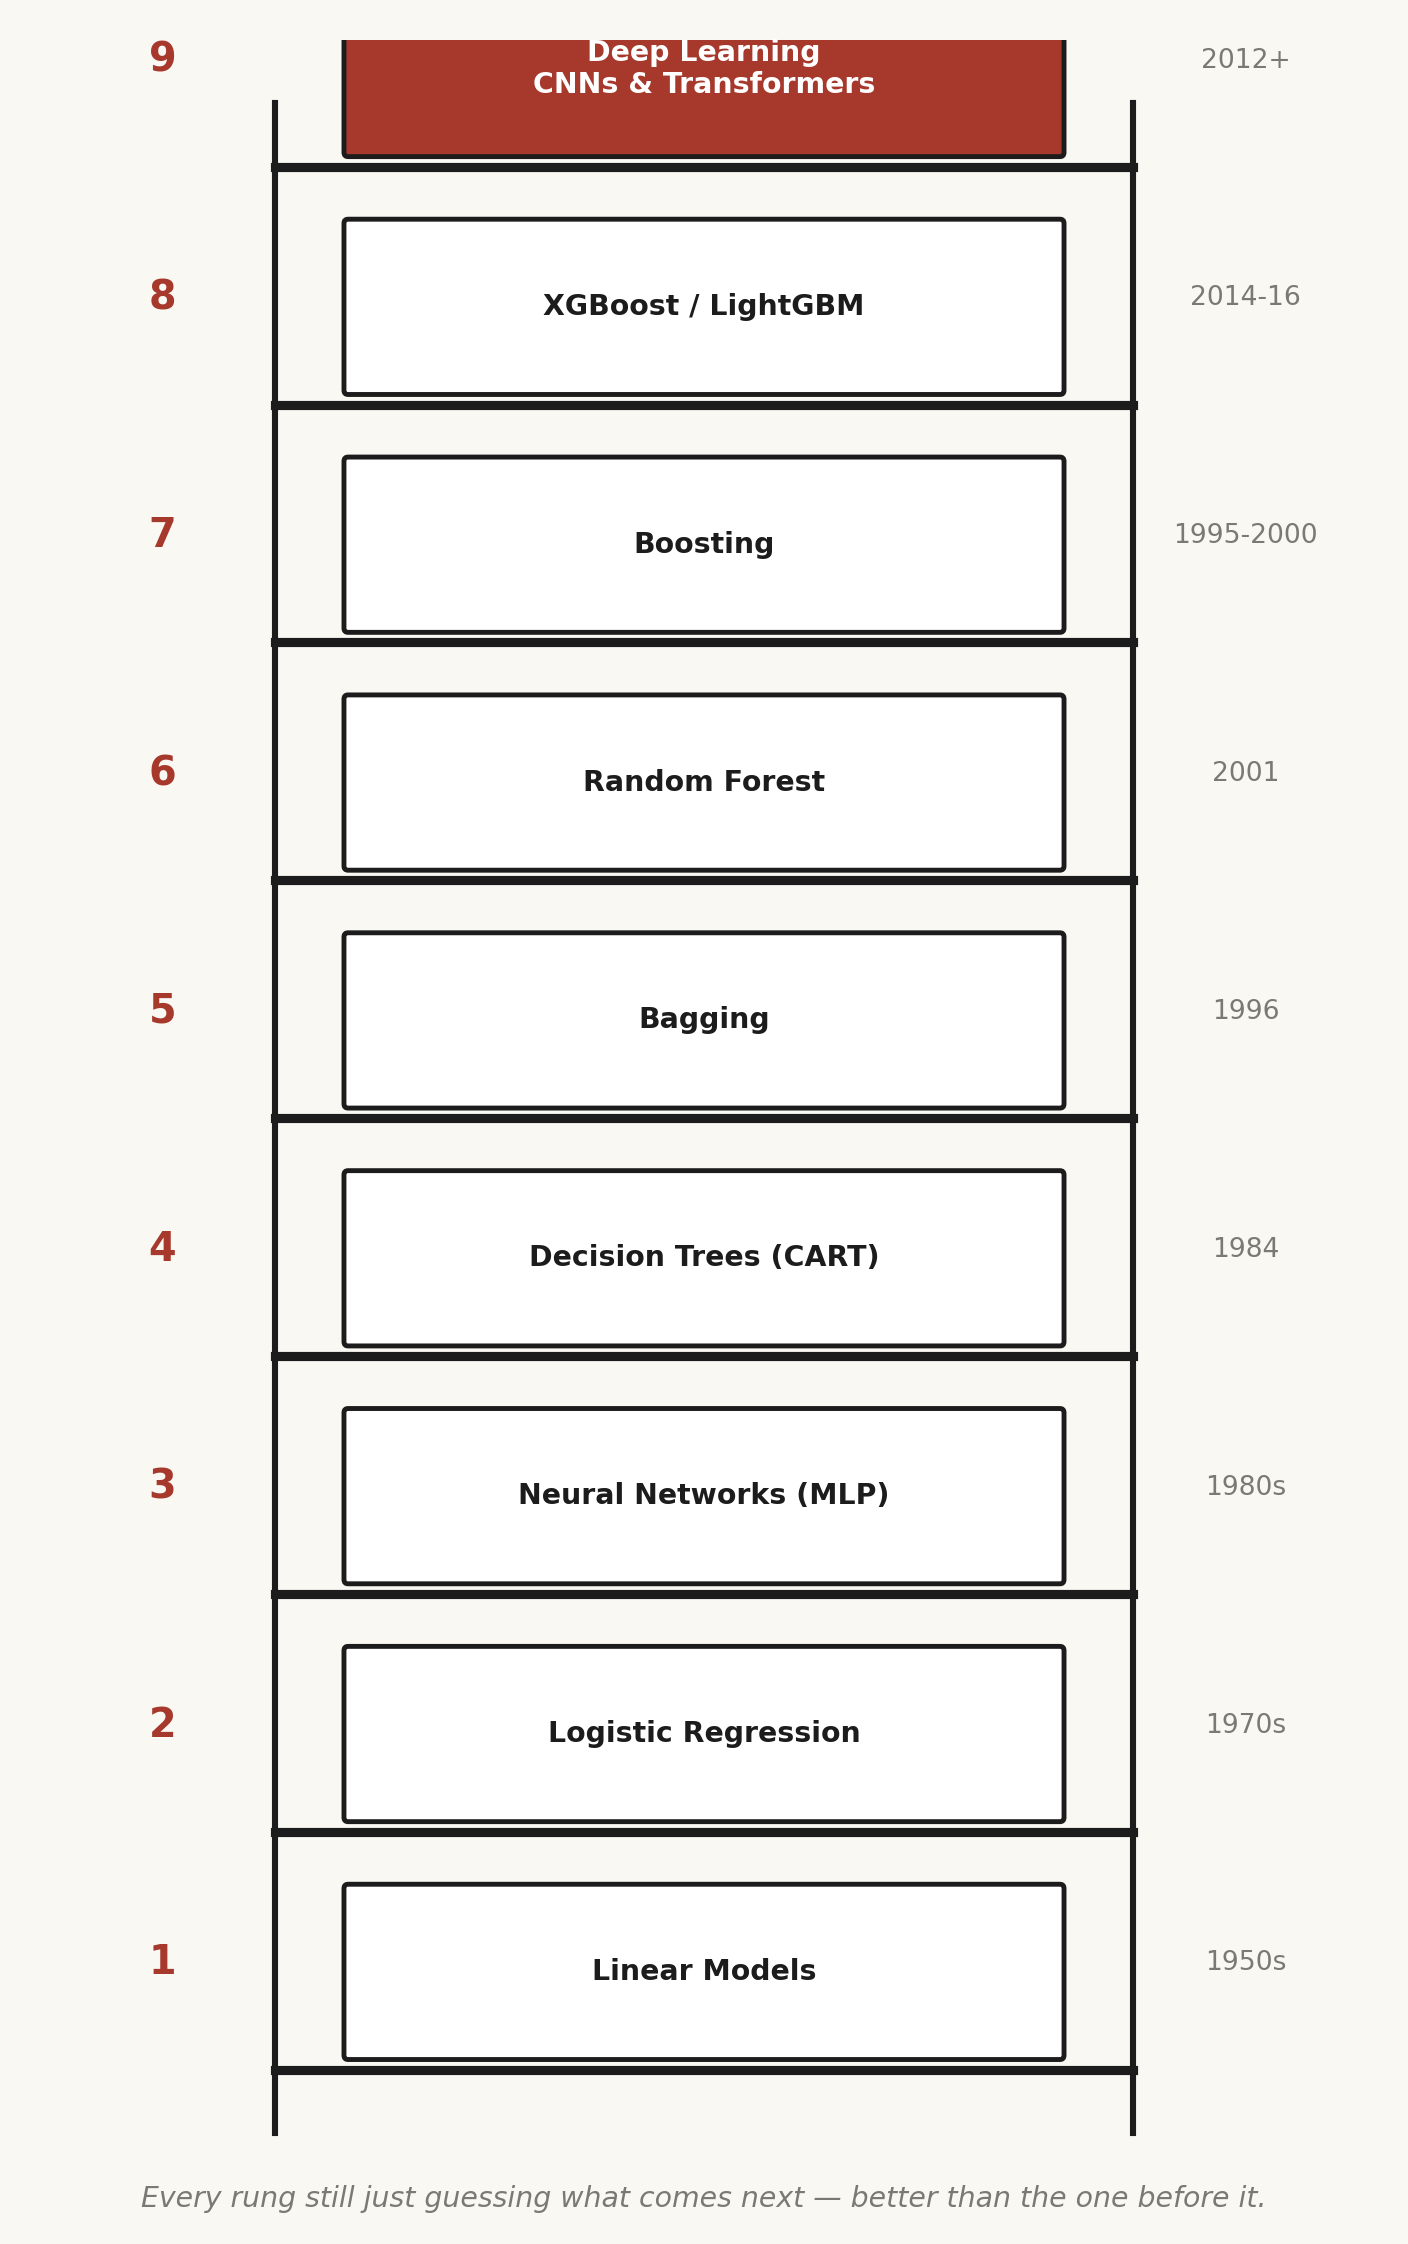 9
Deep Learning
CNNs & Transformers
2012+
8
XGBoost / LightGBM
2014-16
7
Boosting
1995-2000
6
Random Forest
2001
5
Bagging
1996
4
Decision Trees (CART)
1984
3
Neural Networks (MLP)
1980s
2
Logistic Regression
1970s
1
Linear Models
1950s
Every rung still just guessing what comes next — better than the one before it.